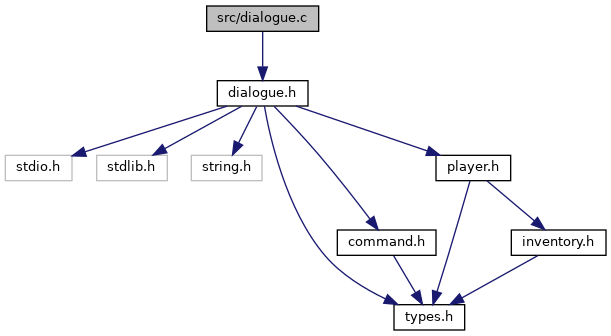 src/dialogue.c
dialogue.h
stdio.h
stdlib.h
string.h
player.h
command.h
inventory.h
types.h